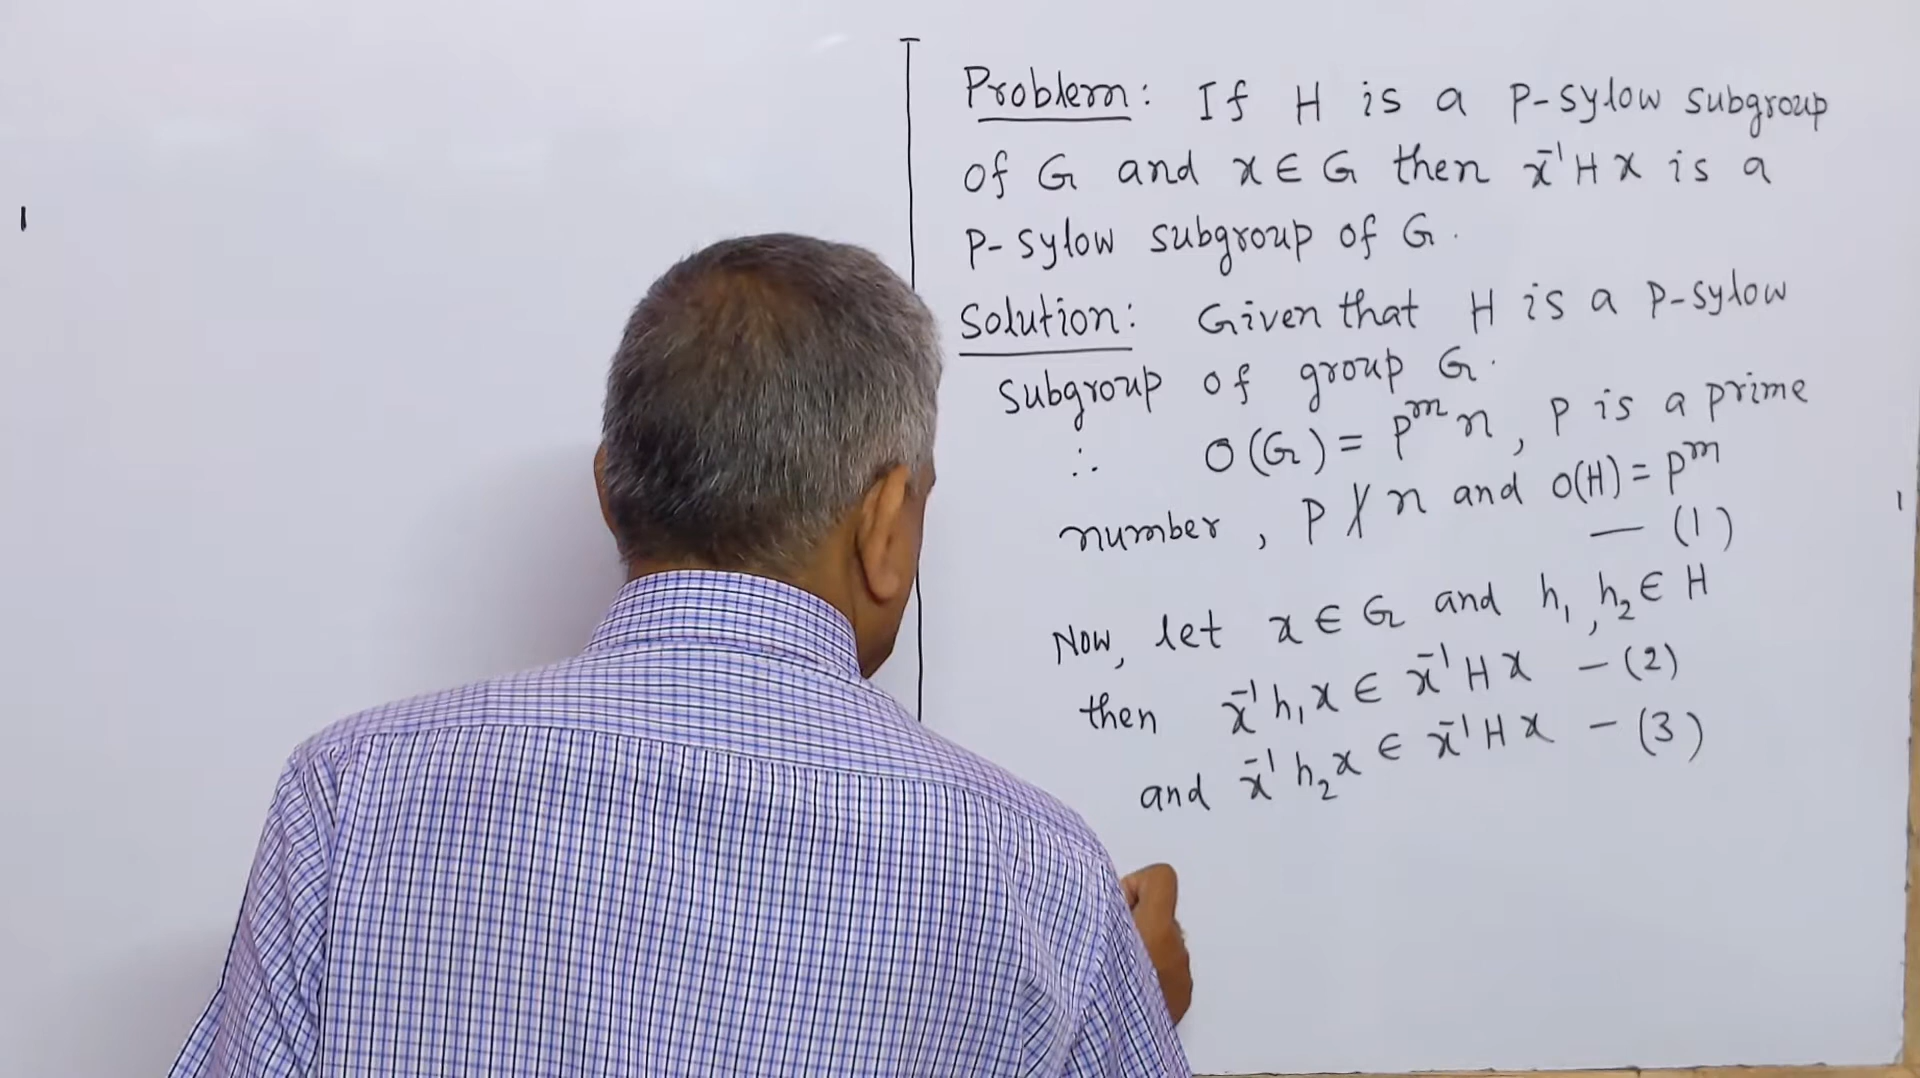 Problem: If H is a P-sylow subgroup
of G and x ∈ G then x⁻¹Hx is a
P-sylow subgroup of G.
Solution: Given that H is a P-sylow
subgroup of group G.
∴ O(G) = pᵐn, P is a prime
number, P ∤ n and O(H) = pᵐ
— (1)
Now, let x ∈ G and h₁, h₂ ∈ H
then x⁻¹h₁x ∈ x⁻¹Hx — (2)
and x⁻¹h₂x ∈ x⁻¹Hx — (3)